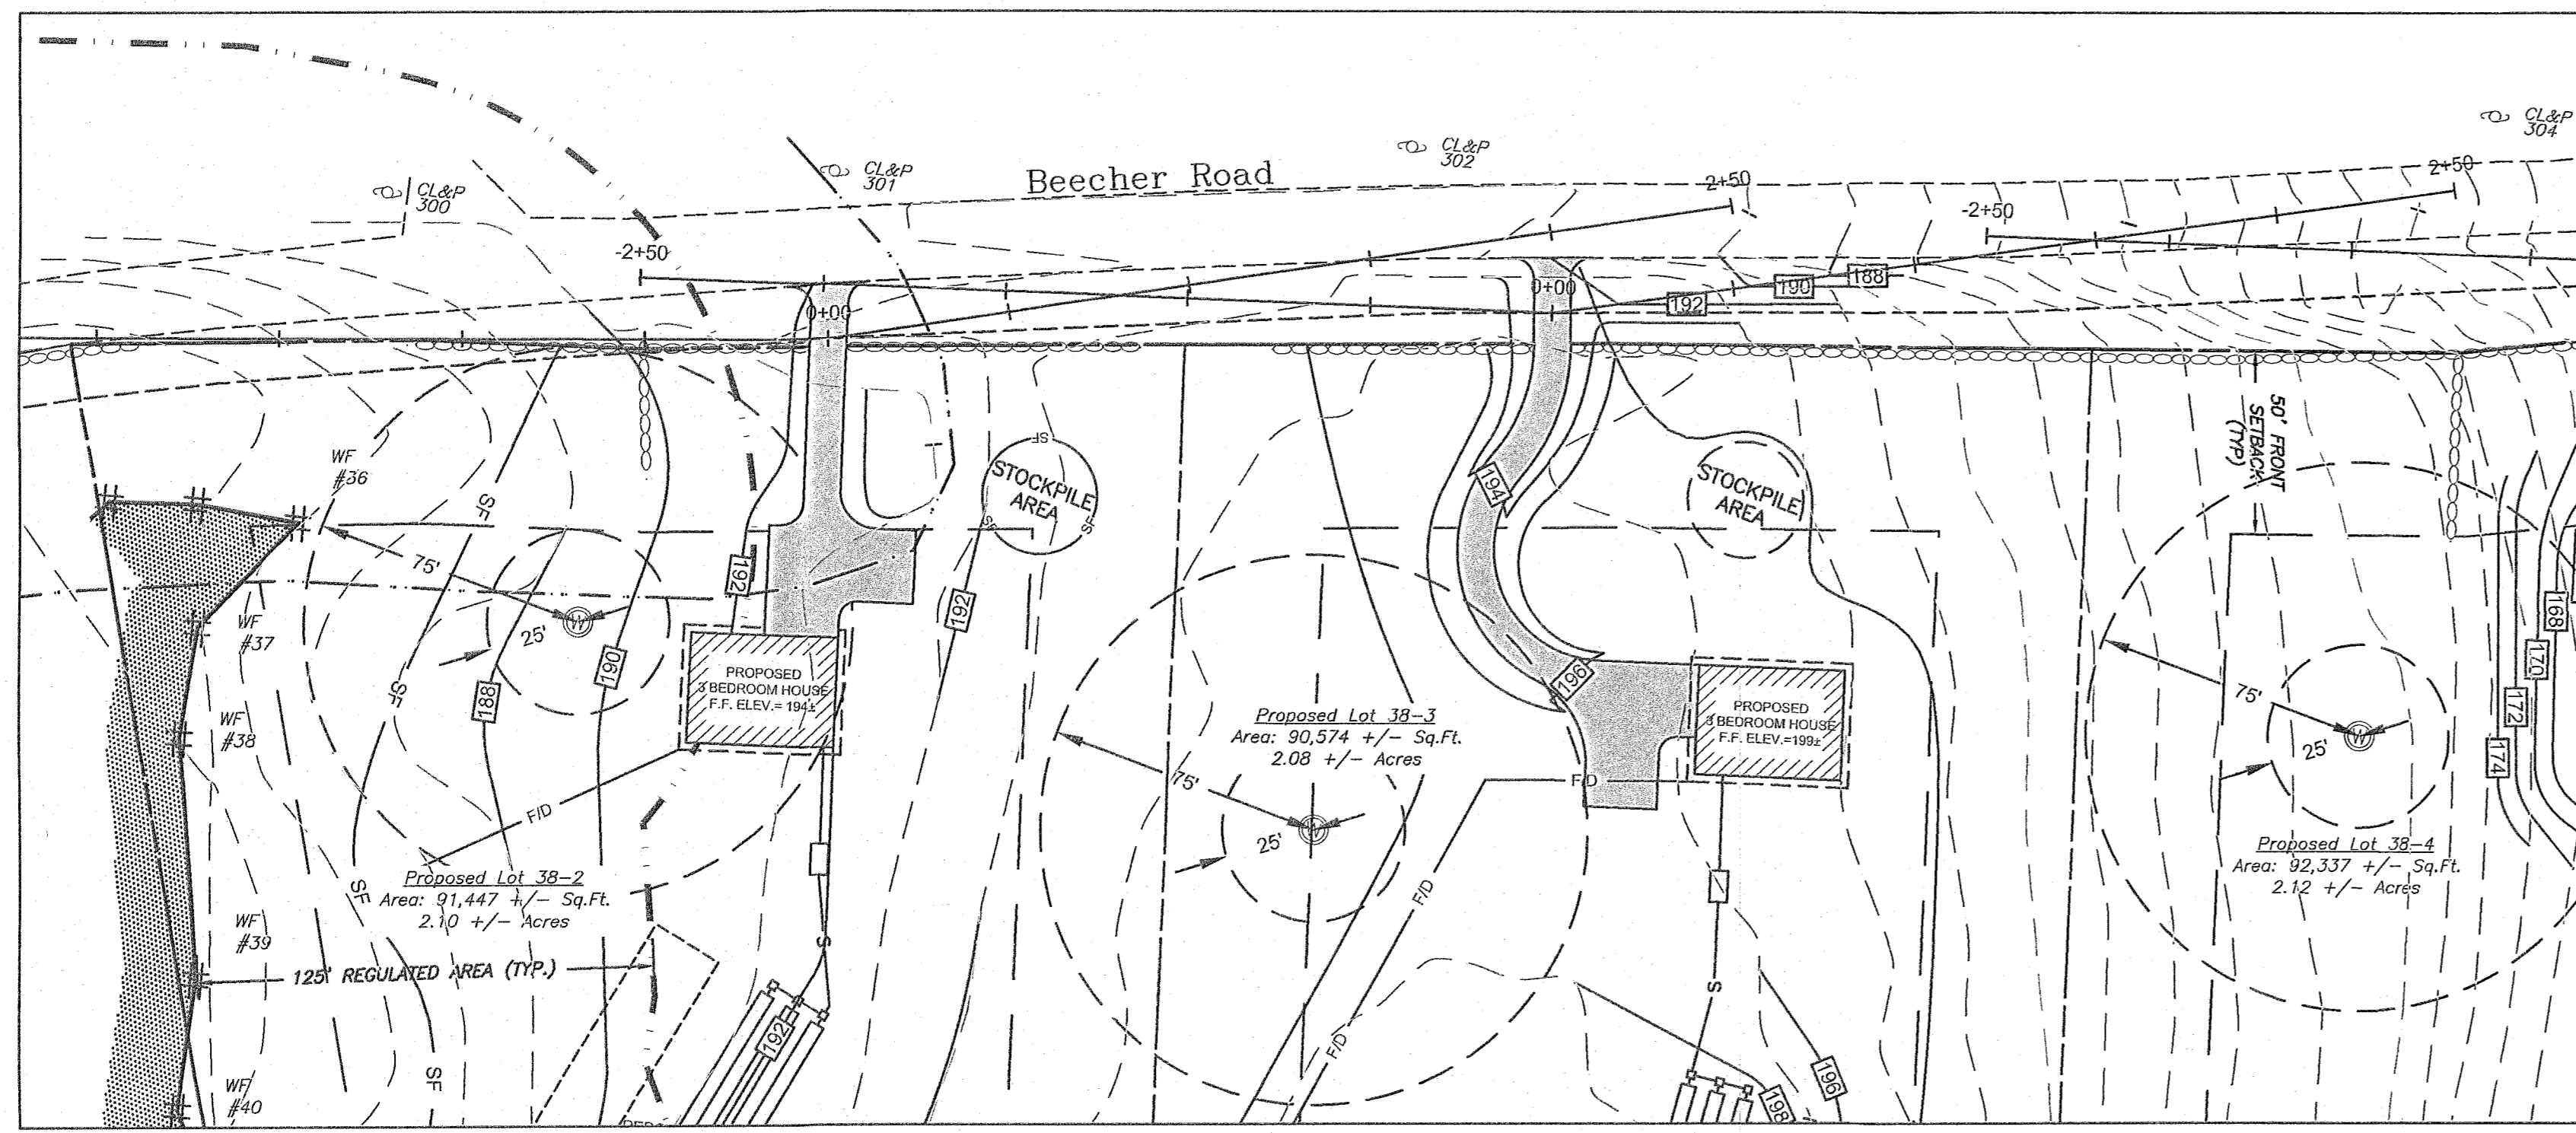 CL&P
304
CL&P
302
CL&P
301
CL&P
300
Beecher Road
2+50
2+50
-2+50
-2+50
188
190
192
0+00
0+00
50' FRONT
SETBACK
(TYP)
WF
#36
SF
SF
STOCKPILE
AREA
SF
SF
194
STOCKPILE
AREA
75'
192
192
25'
WF
#37
190
188
SF
PROPOSED
3 BEDROOM HOUSE
F.F. ELEV.= 194±
196
PROPOSED
3 BEDROOM HOUSE
F.F. ELEV.=199±
168
170
172
174
75'
25'
WF
#38
Proposed Lot 38-3
Area: 90,574 +/- Sq.Ft.
2.08 +/- Acres
75'
25'
F/D
F/D
F/D
F/D
Proposed Lot 38-2
Area: 91,447 +/- Sq.Ft.
2.10 +/- Acres
SF
Proposed Lot 38-4
Area: 92,337 +/- Sq.Ft.
2.12 +/- Acres
WF
#39
S
125' REGULATED AREA (TYP.)
S
192
SF
196
198
WF
#40
W
W
W